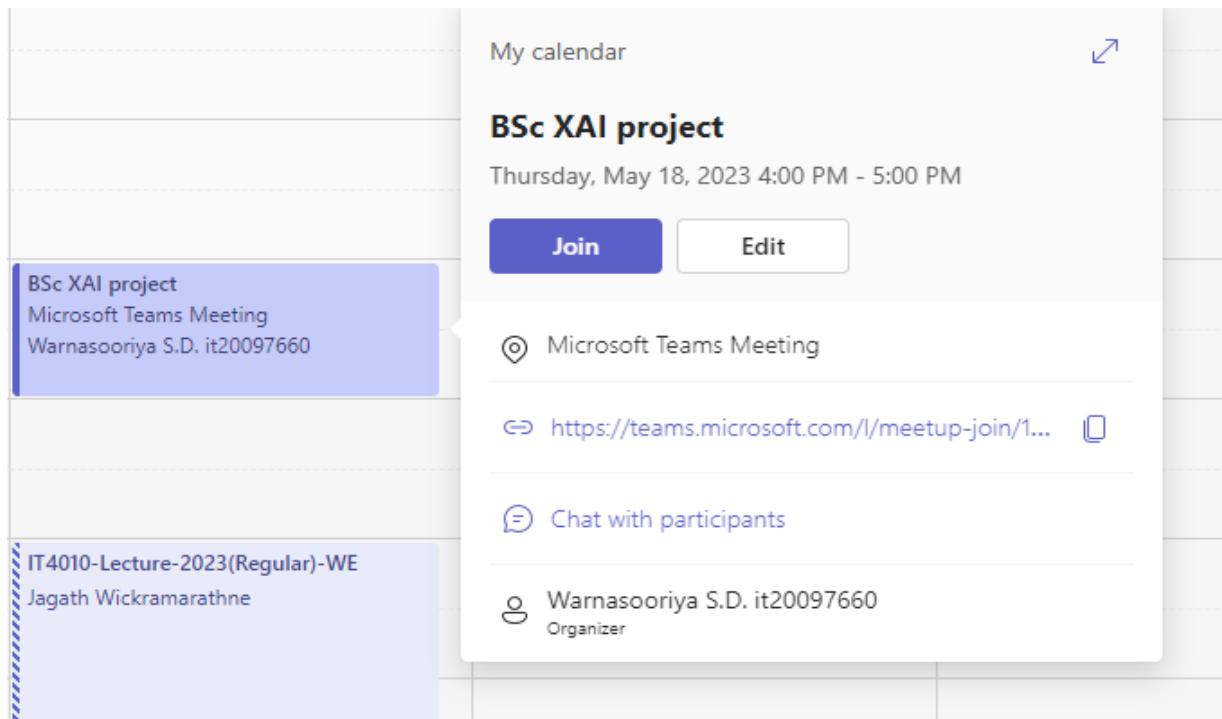 BSc XAI project
Microsoft Teams Meeting
Warnasooriya S.D. it20097660
IT4010-Lecture-2023(Regular)-WE
Jagath Wickramarathne
My calendar
BSc XAI project
Thursday, May 18, 2023 4:00 PM - 5:00 PM
Join Edit
Microsoft Teams Meeting
https://teams.microsoft.com/l/meetup-join/1...
Chat with participants
Warnasooriya S.D. it20097660
Organizer